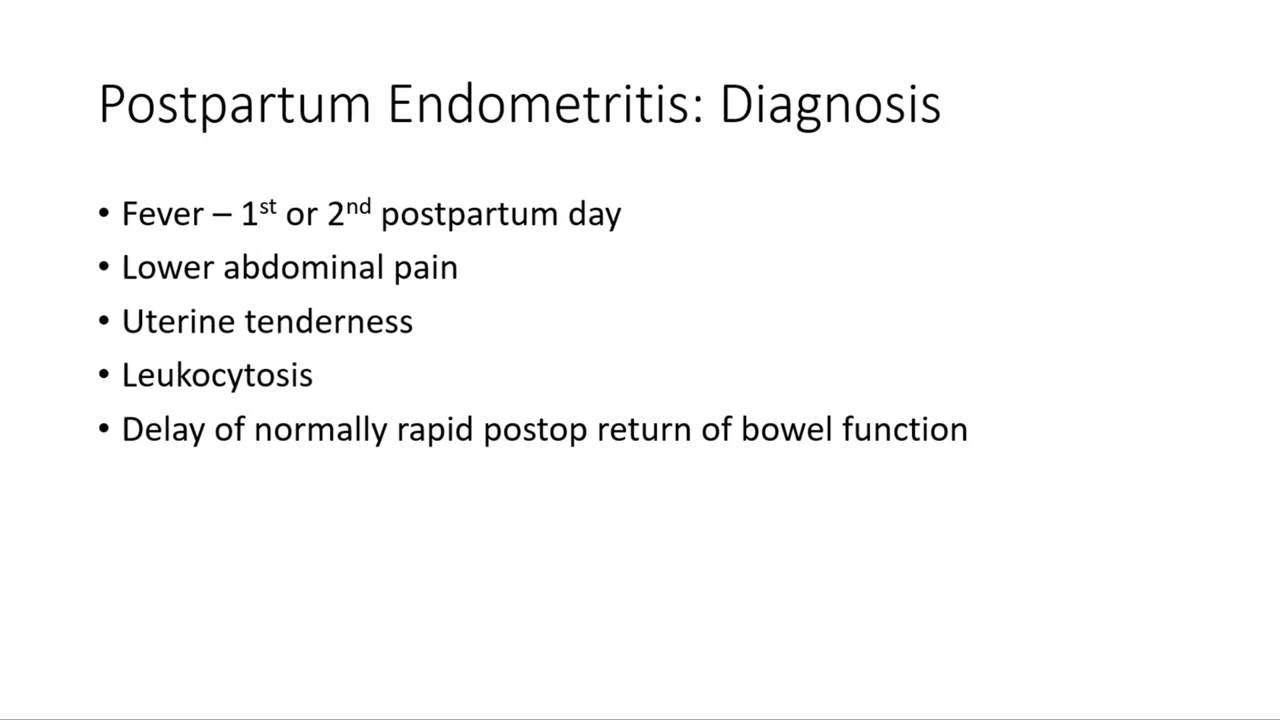 Postpartum Endometritis: Diagnosis
• Fever – 1st or 2nd postpartum day
• Lower abdominal pain
• Uterine tenderness
• Leukocytosis
• Delay of normally rapid postop return of bowel function